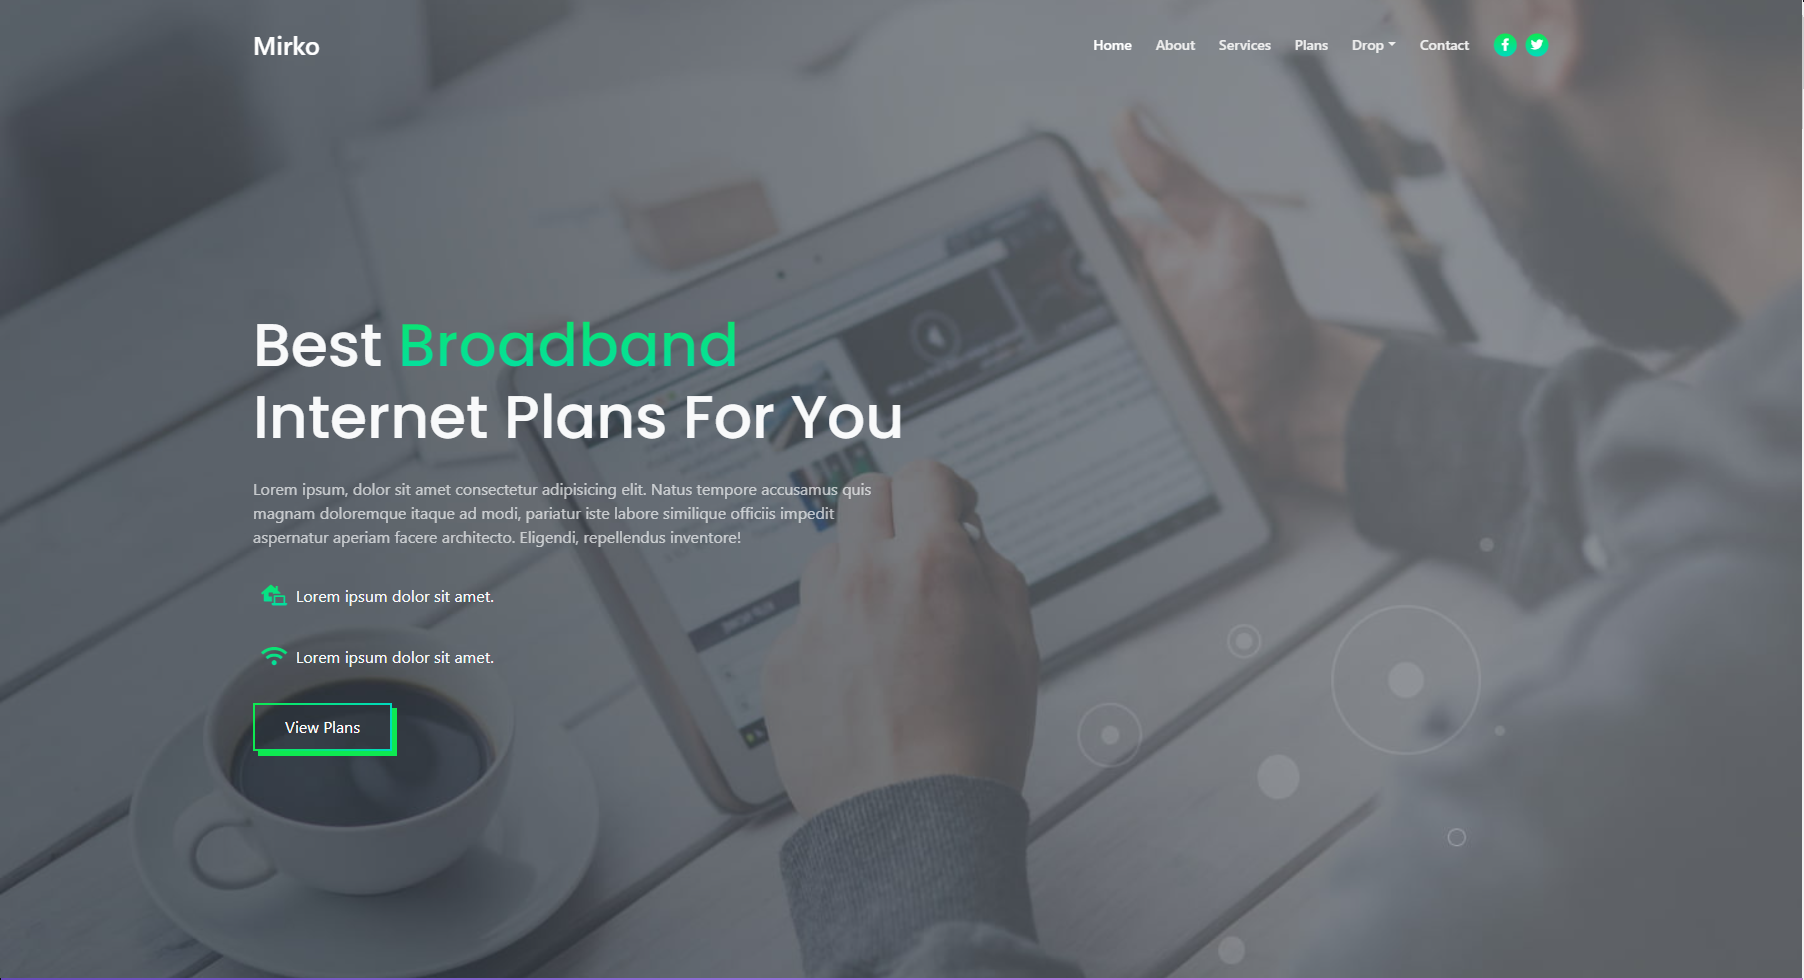 Mirko
Home About Services Plans Drop Contact
Best Broadband
Internet Plans For You
Lorem ipsum, dolor sit amet consectetur adipisicing elit. Natus tempore accusamus quis
magnam doloremque itaque ad modi, pariatur iste labore similique officiis impedit
aspernatur aperiam facere architecto. Eligendi, repellendus inventore!
Lorem ipsum dolor sit amet.
Lorem ipsum dolor sit amet.
View Plans